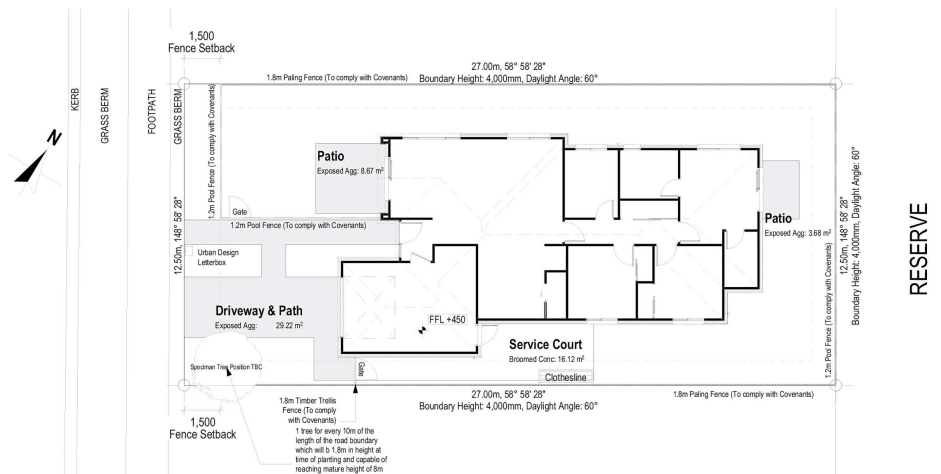 1,500
Fence Setback
27.00m, 58° 58' 28"
Boundary Height: 4,000mm, Daylight Angle: 60°
1.8m Paling Fence (To comply with Covenants)
KERB
GRASS BERM
FOOTPATH
GRASS BERM
1.2m Pool Fence (To comply with Covenants)
N
Patio
Exposed Agg: 8.67 m²
Gate
1.2m Pool Fence (To comply with Covenants)
12.50m, 148° 58' 28"
Urban Design
Letterbox
Patio
Exposed Agg: 3.68 m²
12.50m, 148° 58' 28"
Boundary Height: 4,000mm, Daylight Angle: 60°
RESERVE
1.2m Pool Fence (To comply with Covenants)
Driveway & Path
Exposed Agg: 29.22 m²
FFL +450
Service Court
Broomed Conc: 16.12 m²
Clothesline
Gate
Speciman Tree Position TBC
27.00m, 58° 58' 28"
Boundary Height: 4,000mm, Daylight Angle: 60°
1.8m Paling Fence (To comply with Covenants)
1,500
Fence Setback
1.8m Timber Trellis
Fence (To comply
with Covenants)
1 tree for every 10m of the
length of the road boundary
which will b 1.8m in height at
time of planting and capable of
reaching mature height of 8m